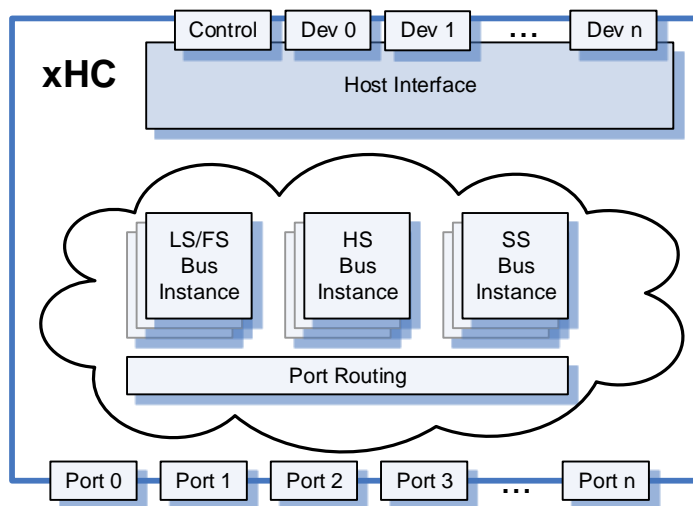 Control Dev 0 Dev 1 ... Dev n
xHC
Host Interface
LS/FS
Bus
Instance
HS
Bus
Instance
SS
Bus
Instance
Port Routing
Port 0 Port 1 Port 2 Port 3 ... Port n